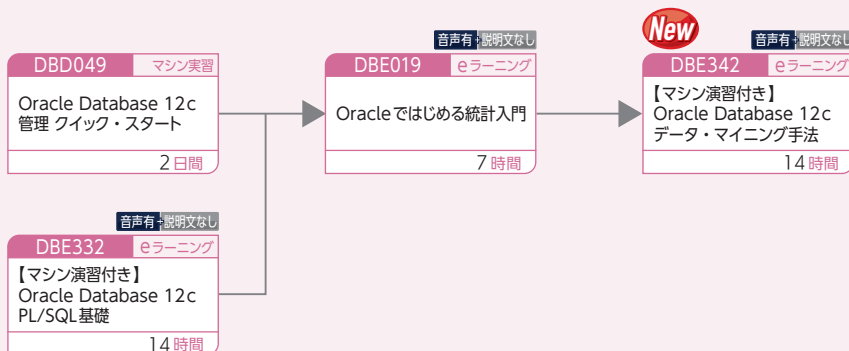 音声有+説明文なし
DBD049 マシン実習
Oracle Database 12c
管理 クイック・スタート
2日間
音声有+説明文なし
DBE332 eラーニング
【マシン演習付き】
Oracle Database 12c
PL/SQL基礎
14時間
DBE019 eラーニング
Oracleではじめる統計入門
7時間
New
音声有+説明文なし
DBE342 eラーニング
【マシン演習付き】
Oracle Database 12c
データ・マイニング手法
14時間